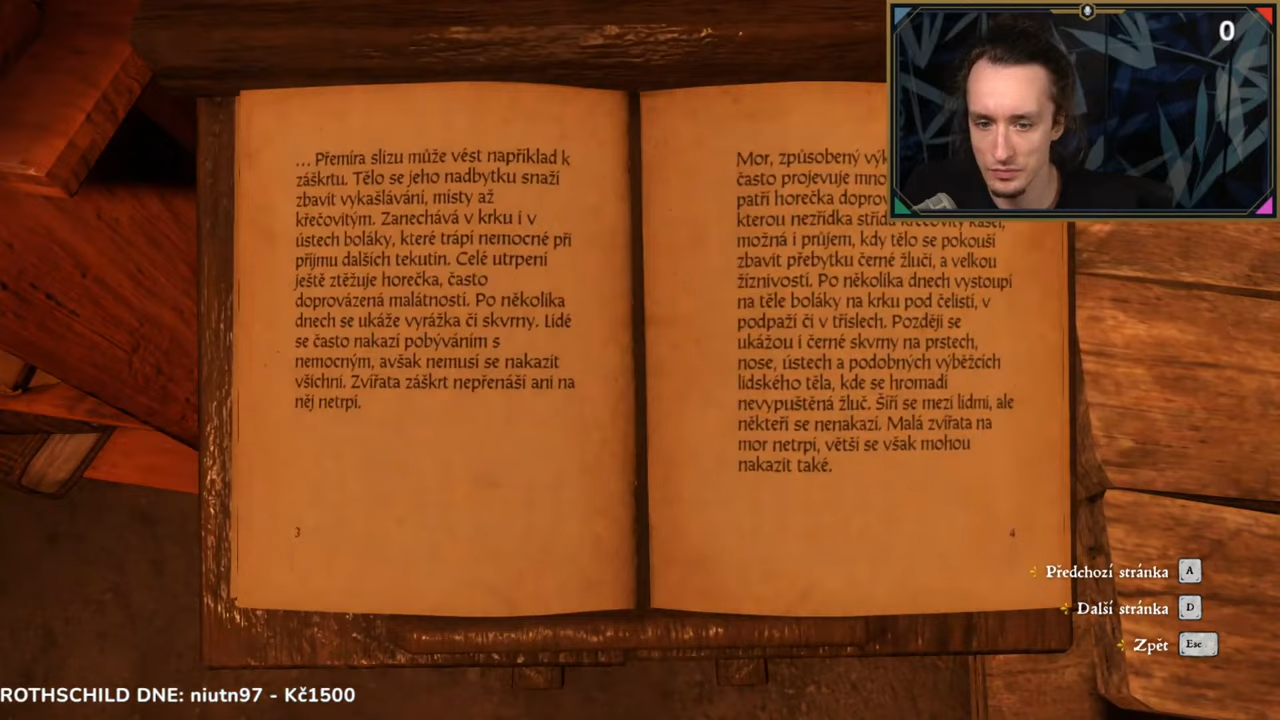 0
... Přemíra slizu může vést například k
záškrtu. Tělo se jeho nadbytku snaží
zbavit vykašlávání, místy až
křečovitým. Zanechává v krku i v
ústech boláky, které trápí nemocné při
příjmu dalších tekutin. Celé utrpení
ještě ztěžuje horečka, často
doprovázená malátností. Po několika
dnech se ukáže vyrážka či skvrny. Lidé
se často nakazí pobýváním s
nemocným, avšak nemusí se nakazit
všichni. Zvířata záškrt nepřenáší ani na
něj netrpí.
3
Mor, způsobený
často projevuje
patří horečka
kterou nezřídka střídá křečovitý kašel,
možná i průjem, kdy tělo se pokouší
zbavit přebytku černé žluči, a velkou
žíznivostí. Po několika dnech vystoupí
na těle boláky na krku pod čelistí, v
podpaží či v tříslech. Později se
ukážou i černé skvrny na prstech,
nose, ústech a podobných výběžcích
lidského těla, kde se hromadí
nevypuštěná žluč. Šíří se mezi lidmi, ale
někteří se nenakazí. Malá zvířata na
mor netrpí, větší se však mohou
nakazit také.
4
Předchozí stránka A
Další stránka D
Zpět Esc
ROTHSCHILD DNE: niutn97 - Kč1500